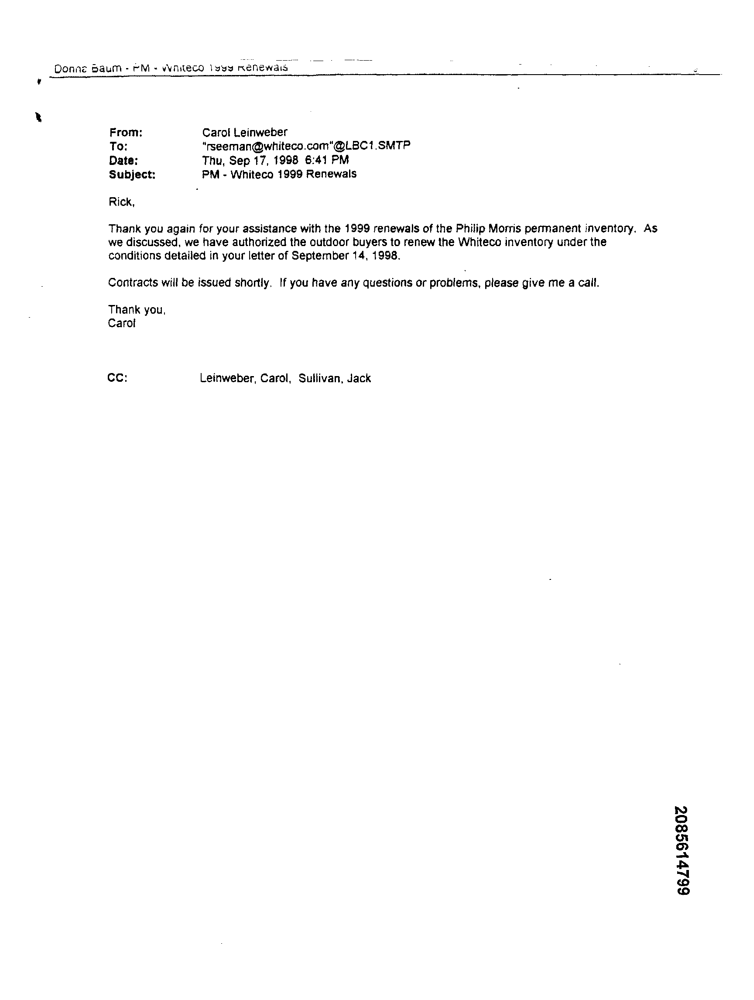 Donna Baum - PM - Whiteco 1999 Renewals
From: Carol Leinweber
To: "rseeman@whiteco.com"@LBC1.SMTP
Date: Thu, Sep 17, 1998 6:41 PM
Subject: PM - Whiteco 1999 Renewals
Rick,
Thank you again for your assistance with the 1999 renewals of the Philip Morris permanent inventory. As
we discussed, we have authorized the outdoor buyers to renew the Whiteco inventory under the
conditions detailed in your letter of September 14, 1998.
Contracts will be issued shortly. If you have any questions or problems, please give me a call.
Thank you,
Carol
CC: Leinweber, Carol, Sullivan, Jack
2085614799